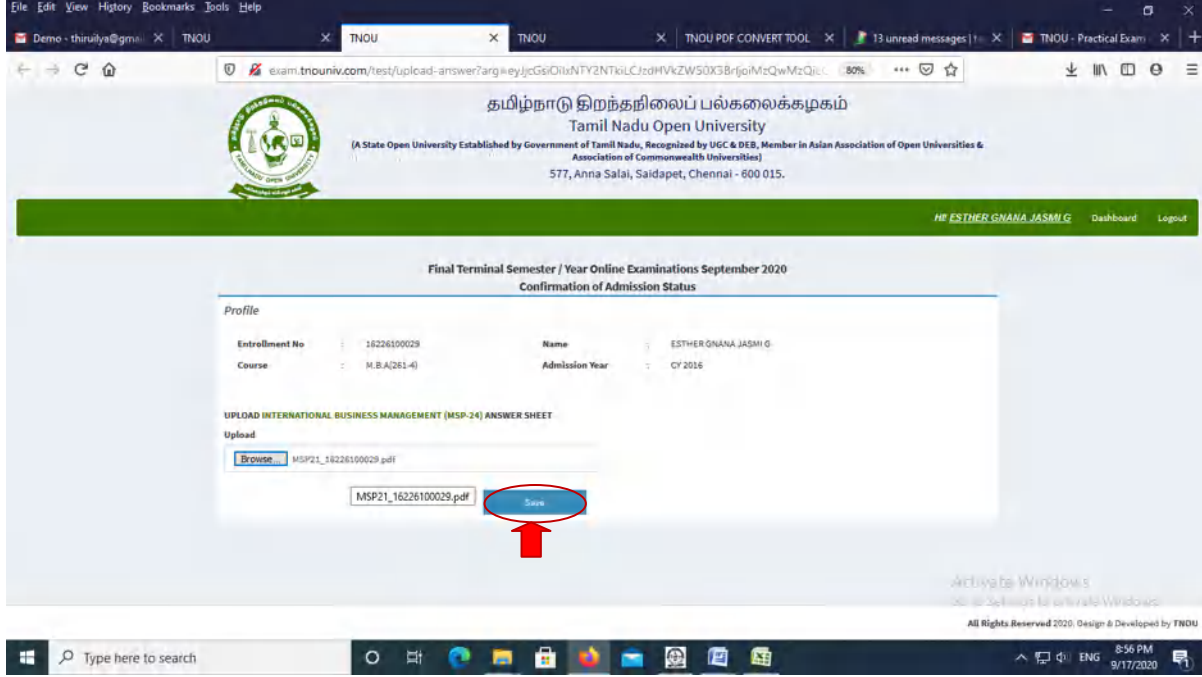 File Edit View History Bookmarks Tools Help
Demo - thiruilya@gmai
TNOU
TNOU
TNOU
TNOU PDF CONVERT TOOL
13 unread messages
TNOU - Practical Exam
exam.tnouniv.com/test/upload-answer?arg=
80%
தமிழ்நாடு திறந்தநிலைப் பல்கலைக்கழகம்
Tamil Nadu Open University
(A State Open University Established by Government of Tamil Nadu, Recognized by UGC & DEB, Member in Asian Association of Open Universities &
Association of Commonwealth Universities)
577, Anna Salai, Saidapet, Chennai - 600 015.
ESTHER GNANA JASMI G Dashboard Logout
Final Terminal Semester / Year Online Examinations September 2020
Confirmation of Admission Status
Profile
Entrollment No : 16226100029 Name : ESTHER GNANA JASMI G
Course : M.B.A(261-4) Admission Year : CY 2016
UPLOAD INTERNATIONAL BUSINESS MANAGEMENT (MSP-24) ANSWER SHEET
Upload
Browse... MSP21_16226100029.pdf
MSP21_16226100029.pdf
Save
Activate Windows
All Rights Reserved 2020. Design & Developed by TNOU
Type here to search
ENG
8:56 PM
9/17/2020